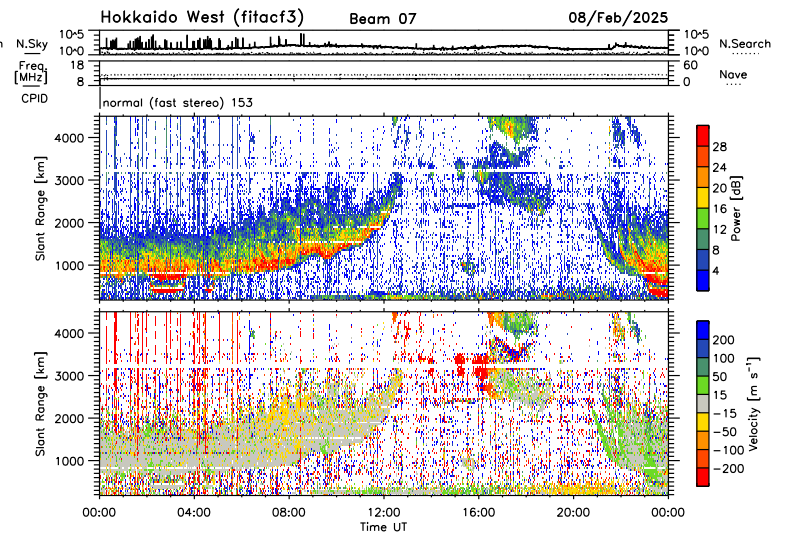 Hokkaido West (fitacf3) Beam 07 08/Feb/2025
N.Sky 10^5 10^0 10^5 10^0 N.Search
Freq. [MHz] 18 8 60 0 Nave
CPID normal (fast stereo) 153
Slant Range [km]
4000
3000
2000
1000
28
24
20
16
12
8
4
Power [dB]
Slant Range [km]
4000
3000
2000
1000
200
100
50
15
-15
-50
-100
-200
Velocity [m s⁻¹]
00:00 04:00 08:00 12:00 16:00 20:00 00:00
Time UT